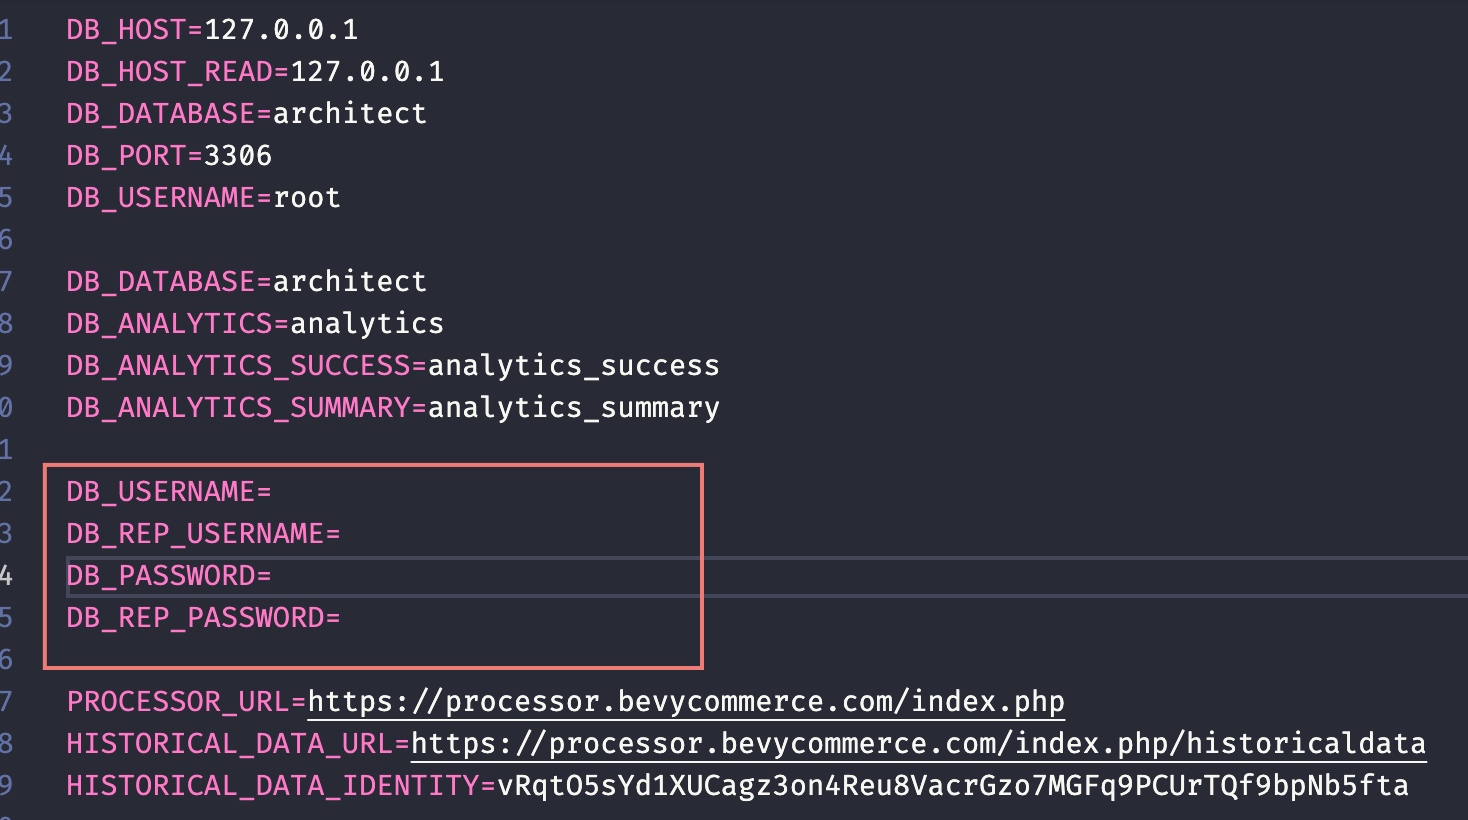 1 DB_HOST=127.0.0.1
2 DB_HOST_READ=127.0.0.1
3 DB_DATABASE=architect
4 DB_PORT=3306
5 DB_USERNAME=root
6
7 DB_DATABASE=architect
8 DB_ANALYTICS=analytics
9 DB_ANALYTICS_SUCCESS=analytics_success
0 DB_ANALYTICS_SUMMARY=analytics_summary
1
2 DB_USERNAME=
3 DB_REP_USERNAME=
4 DB_PASSWORD=
5 DB_REP_PASSWORD=
6
7 PROCESSOR_URL=https://processor.bevycommerce.com/index.php
8 HISTORICAL_DATA_URL=https://processor.bevycommerce.com/index.php/historicaldata
9 HISTORICAL_DATA_IDENTITY=vRqtO5sYd1XUCagz3on4Reu8VacrGzo7MGFq9PCUrTQf9bpNb5fta